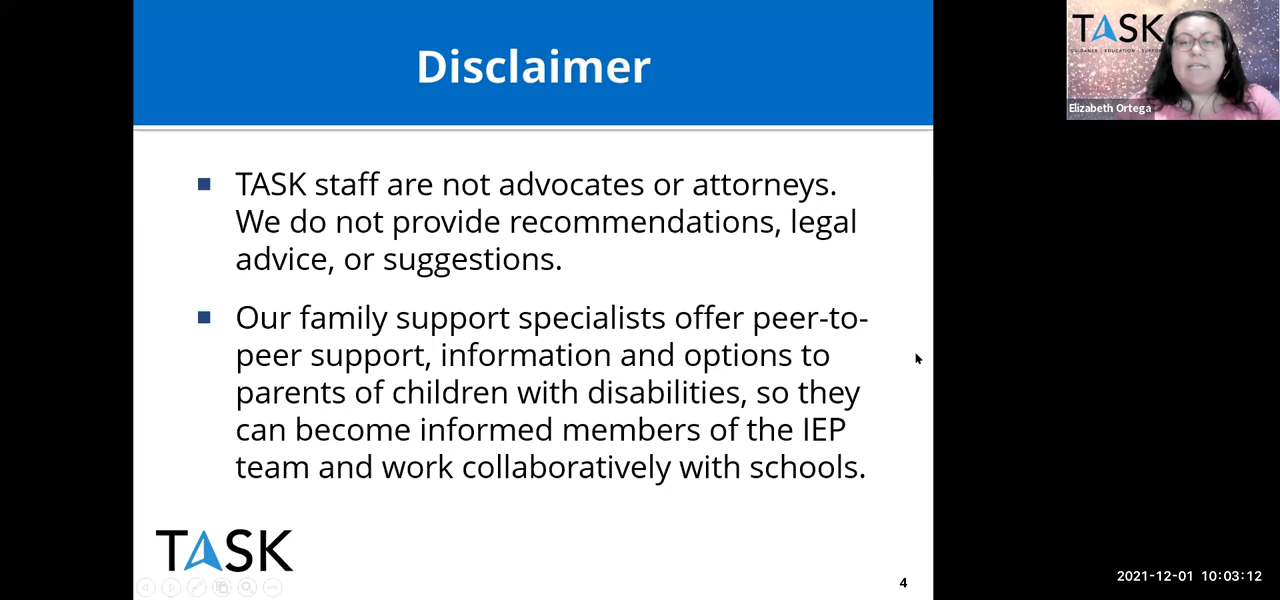 Disclaimer
TASK staff are not advocates or attorneys.
We do not provide recommendations, legal
advice, or suggestions.
Our family support specialists offer peer-to-
peer support, information and options to
parents of children with disabilities, so they
can become informed members of the IEP
team and work collaboratively with schools.
TASK
4
TASK
Elizabeth Ortega
2021-12-01 10:03:12